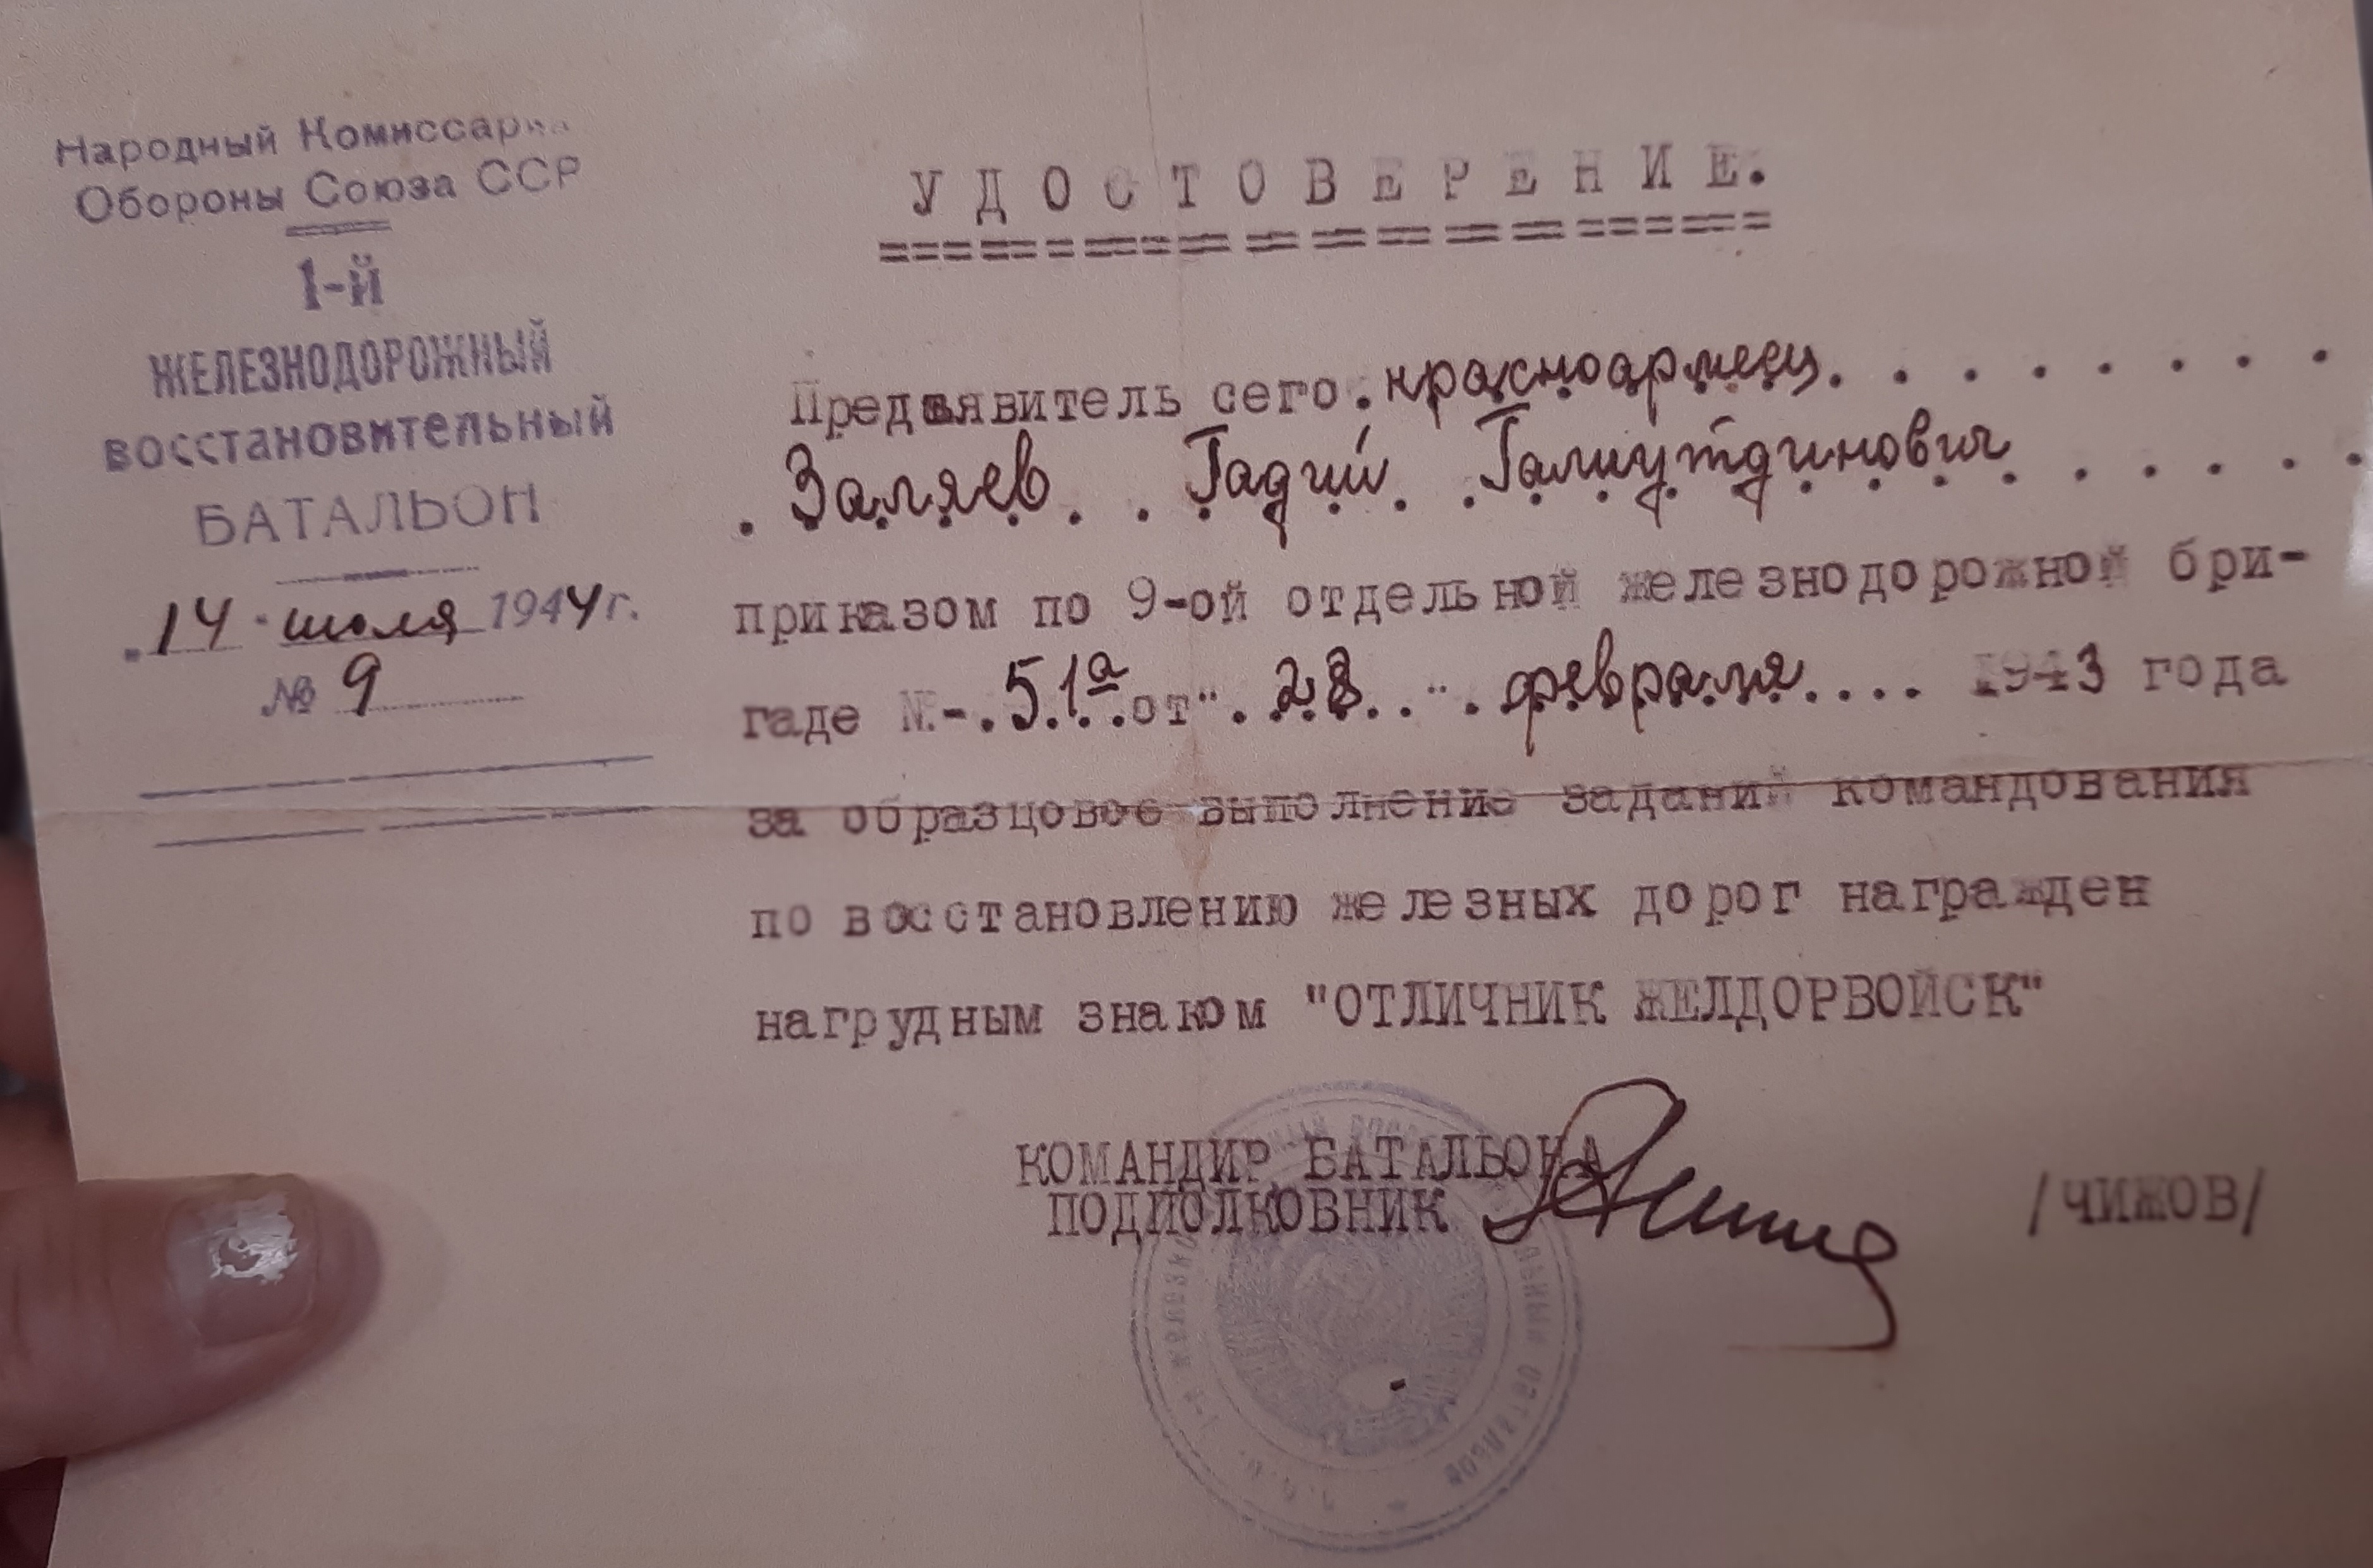 Народный Комиссариа
Обороны Союза ССР
1-й
ЖЕЛЕЗНОДОРОЖНЫЙ
восстановительный
БАТАЛЬОН
14 июля 1944 г.
№ 9
УДОСТОВЕРЕНИЕ.
Предъявитель сего красноармеец
Заляев Гадий Галиутдинович
приказом по 9-ой отдельной железнодорожной бри-
гаде №- 51а от " 28 " февраля 1943 года
за образцовое выполнение заданий командования
по восстановлению железных дорог награжден
нагрудным знаком "ОТЛИЧНИК ЖЕЛДОРВОЙСК"
КОМАНДИР БАТАЛЬОНА
ПОДПОЛКОВНИК /ЧИЖОВ/